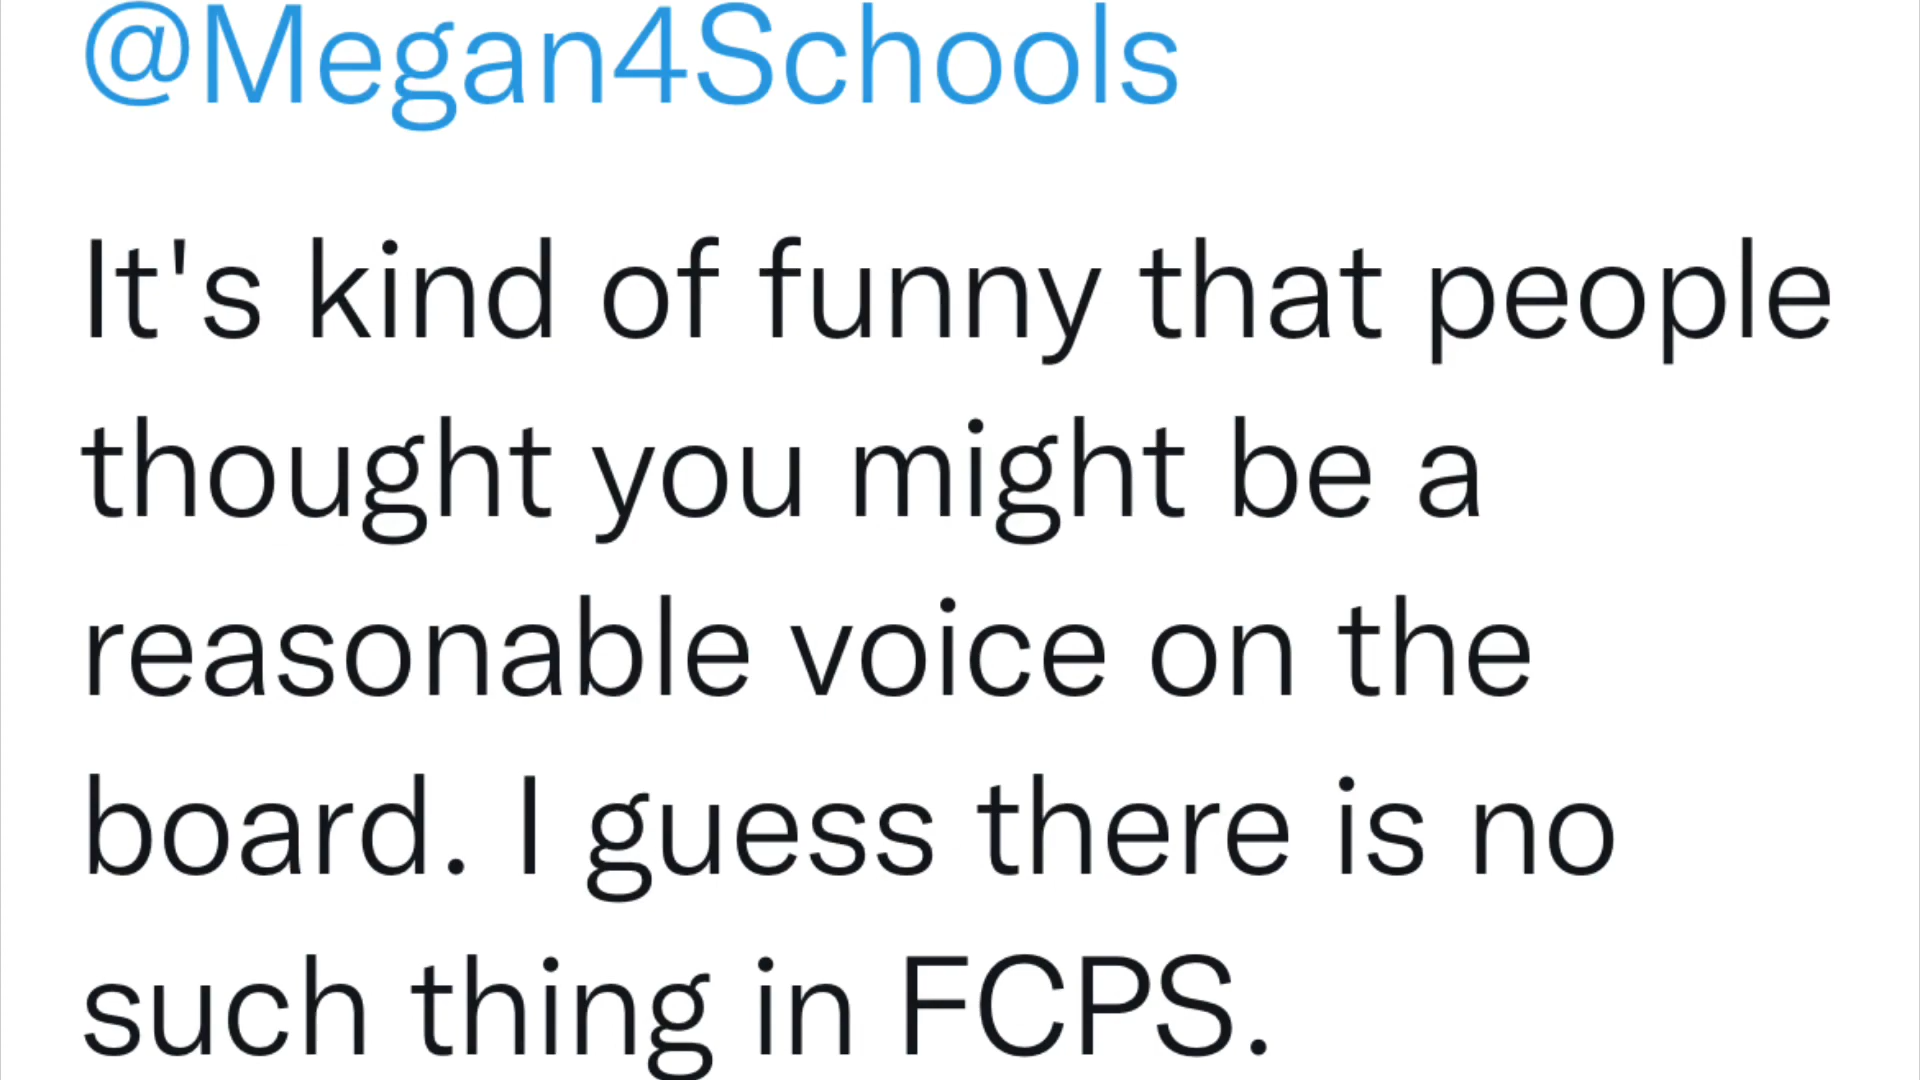 @Megan4Schools
It's kind of funny that people
thought you might be a
reasonable voice on the
board. I guess there is no
such thing in FCPS.